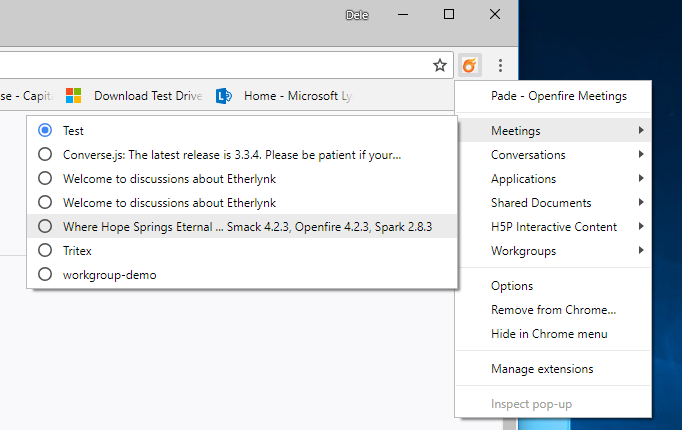 Dele
se - Capita
Download Test Drive
Home - Microsoft Ly
Pade - Openfire Meetings
Meetings
Conversations
Applications
Shared Documents
H5P Interactive Content
Workgroups
Options
Remove from Chrome...
Hide in Chrome menu
Manage extensions
Inspect pop-up
Test
Converse.js: The latest release is 3.3.4. Please be patient if your...
Welcome to discussions about Etherlynk
Welcome to discussions about Etherlynk
Where Hope Springs Eternal ... Smack 4.2.3, Openfire 4.2.3, Spark 2.8.3
Tritex
workgroup-demo